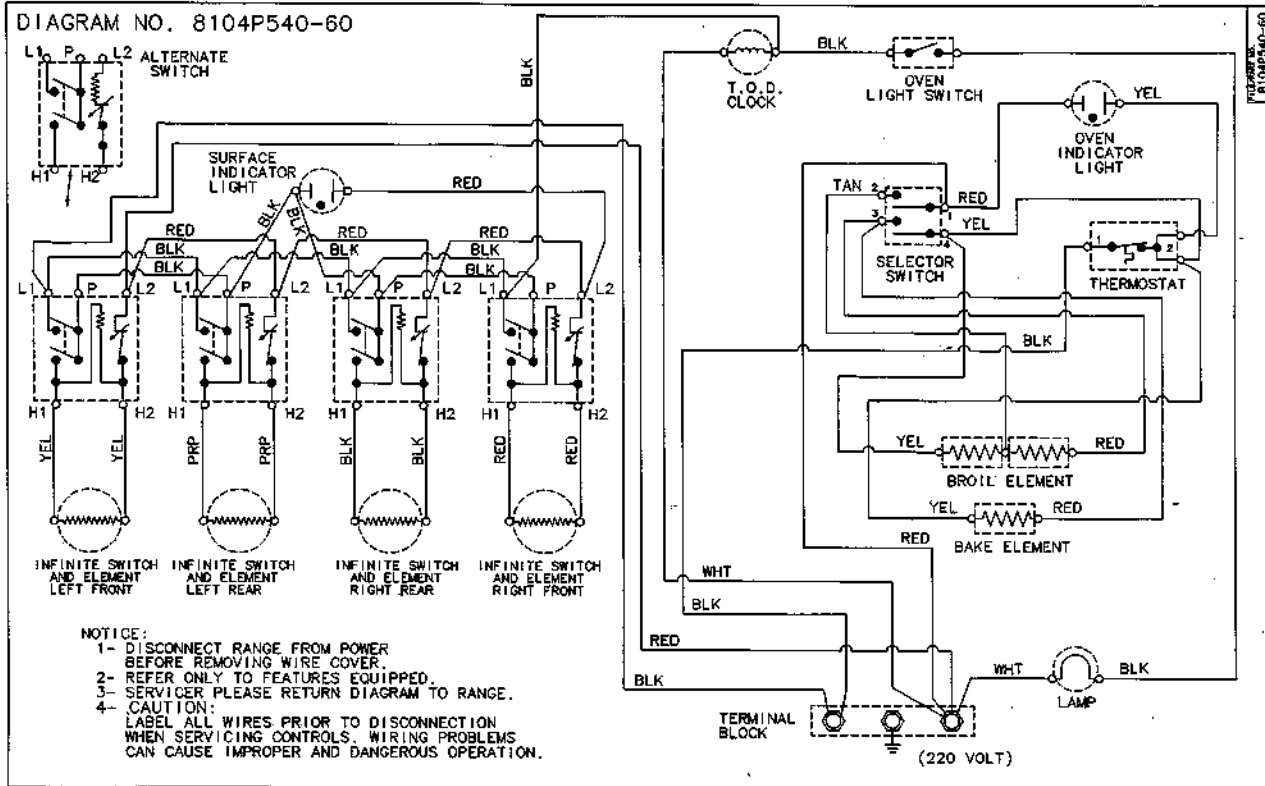 DIAGRAM NO. 8104P540-60
8104P540-60
L1 P L2
ALTERNATE
SWITCH
H1 H2
BLK
BLK
T.O.D.
CLOCK
BLK
OVEN
LIGHT SWITCH
YEL
OVEN
INDICATOR
LIGHT
SURFACE
INDICATOR
LIGHT
RED
BLK
BLK
TAN 2
3
1
4
RED
YEL
SELECTOR
SWITCH
1
2
THERMOSTAT
RED
BLK
BLK
RED
BLK
RED
BLK
BLK
L1 P L2
L1 P L2
L1 P L2
L1 P L2
BLK
H1 H2
H1 H2
H1 H2
H1 H2
YEL YEL
PRP PRP
BLK BLK
RED RED
YEL RED
BROIL ELEMENT
YEL RED
BAKE ELEMENT
RED
INFINITE SWITCH
AND ELEMENT
LEFT FRONT
INFINITE SWITCH
AND ELEMENT
LEFT REAR
INFINITE SWITCH
AND ELEMENT
RIGHT REAR
INFINITE SWITCH
AND ELEMENT
RIGHT FRONT
WHT
BLK
RED
BLK
WHT
BLK
LAMP
TERMINAL
BLOCK
(220 VOLT)
NOTICE:
1- DISCONNECT RANGE FROM POWER
BEFORE REMOVING WIRE COVER.
2- REFER ONLY TO FEATURES EQUIPPED.
3- SERVICER PLEASE RETURN DIAGRAM TO RANGE.
4- CAUTION:
LABEL ALL WIRES PRIOR TO DISCONNECTION
WHEN SERVICING CONTROLS. WIRING PROBLEMS
CAN CAUSE IMPROPER AND DANGEROUS OPERATION.